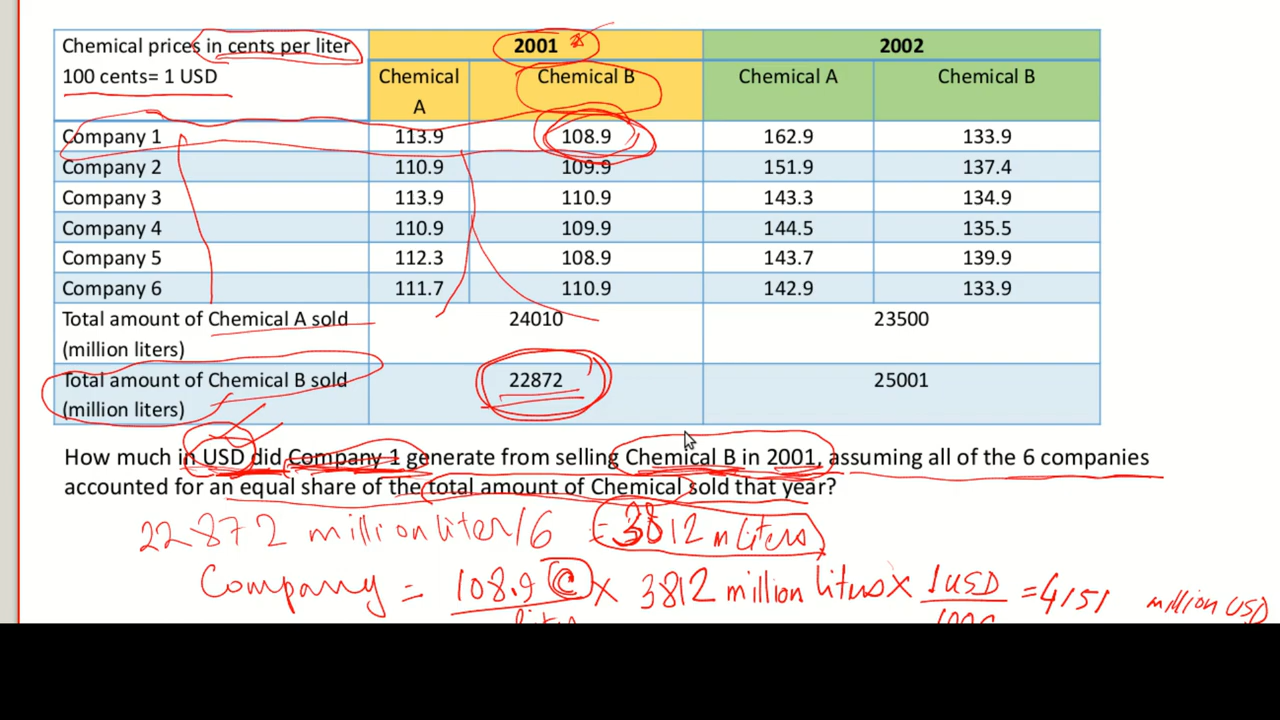 Chemical prices in cents per liter 2001 2002
100 cents= 1 USD Chemical A Chemical B Chemical A Chemical B
Company 1 113.9 108.9 162.9 133.9
Company 2 110.9 109.9 151.9 137.4
Company 3 113.9 110.9 143.3 134.9
Company 4 110.9 109.9 144.5 135.5
Company 5 112.3 108.9 143.7 139.9
Company 6 111.7 110.9 142.9 133.9
Total amount of Chemical A sold 24010 23500
(million liters)
Total amount of Chemical B sold 22872 25001
(million liters)
How much in USD did Company 1 generate from selling Chemical B in 2001, assuming all of the 6 companies
accounted for an equal share of the total amount of Chemical sold that year?
22872 million liter/6 = 3812 m liters
Company = 108.9 C x 3812 million liters x 1 USD = 4151 million USD